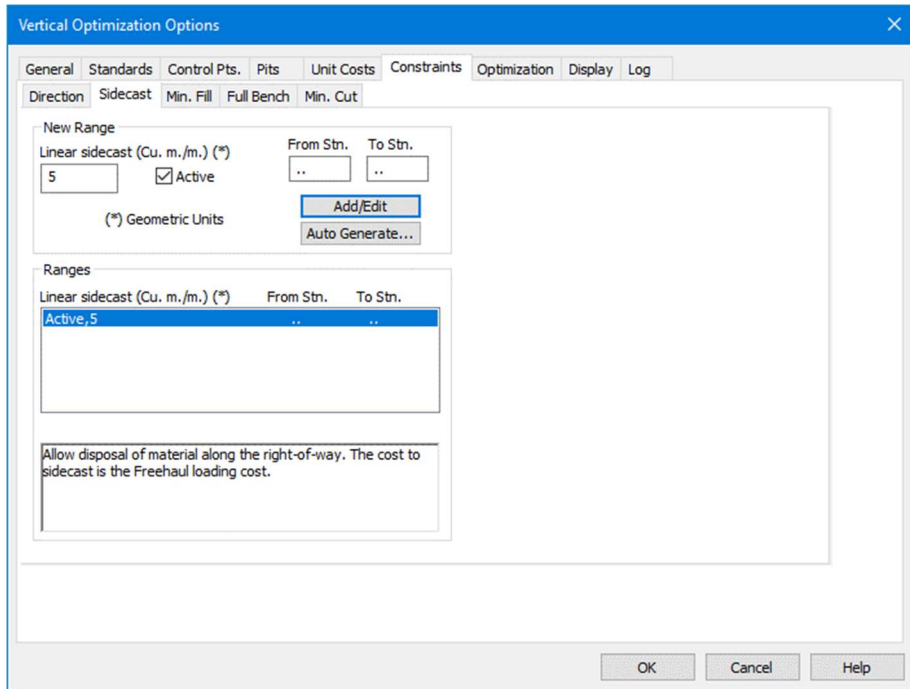 Vertical Optimization Options
General Standards Control Pts. Pits Unit Costs Constraints Optimization Display Log
Direction Sidecast Min. Fill Full Bench Min. Cut
New Range
Linear sidecast (Cu. m./m.) (*) From Stn. To Stn.
5 Active .. ..
(*) Geometric Units Add/Edit
Auto Generate...
Ranges
Linear sidecast (Cu. m./m.) (*) From Stn. To Stn.
Active,5 .. ..
Allow disposal of material along the right-of-way. The cost to
sidecast is the Freehaul loading cost.
OK Cancel Help